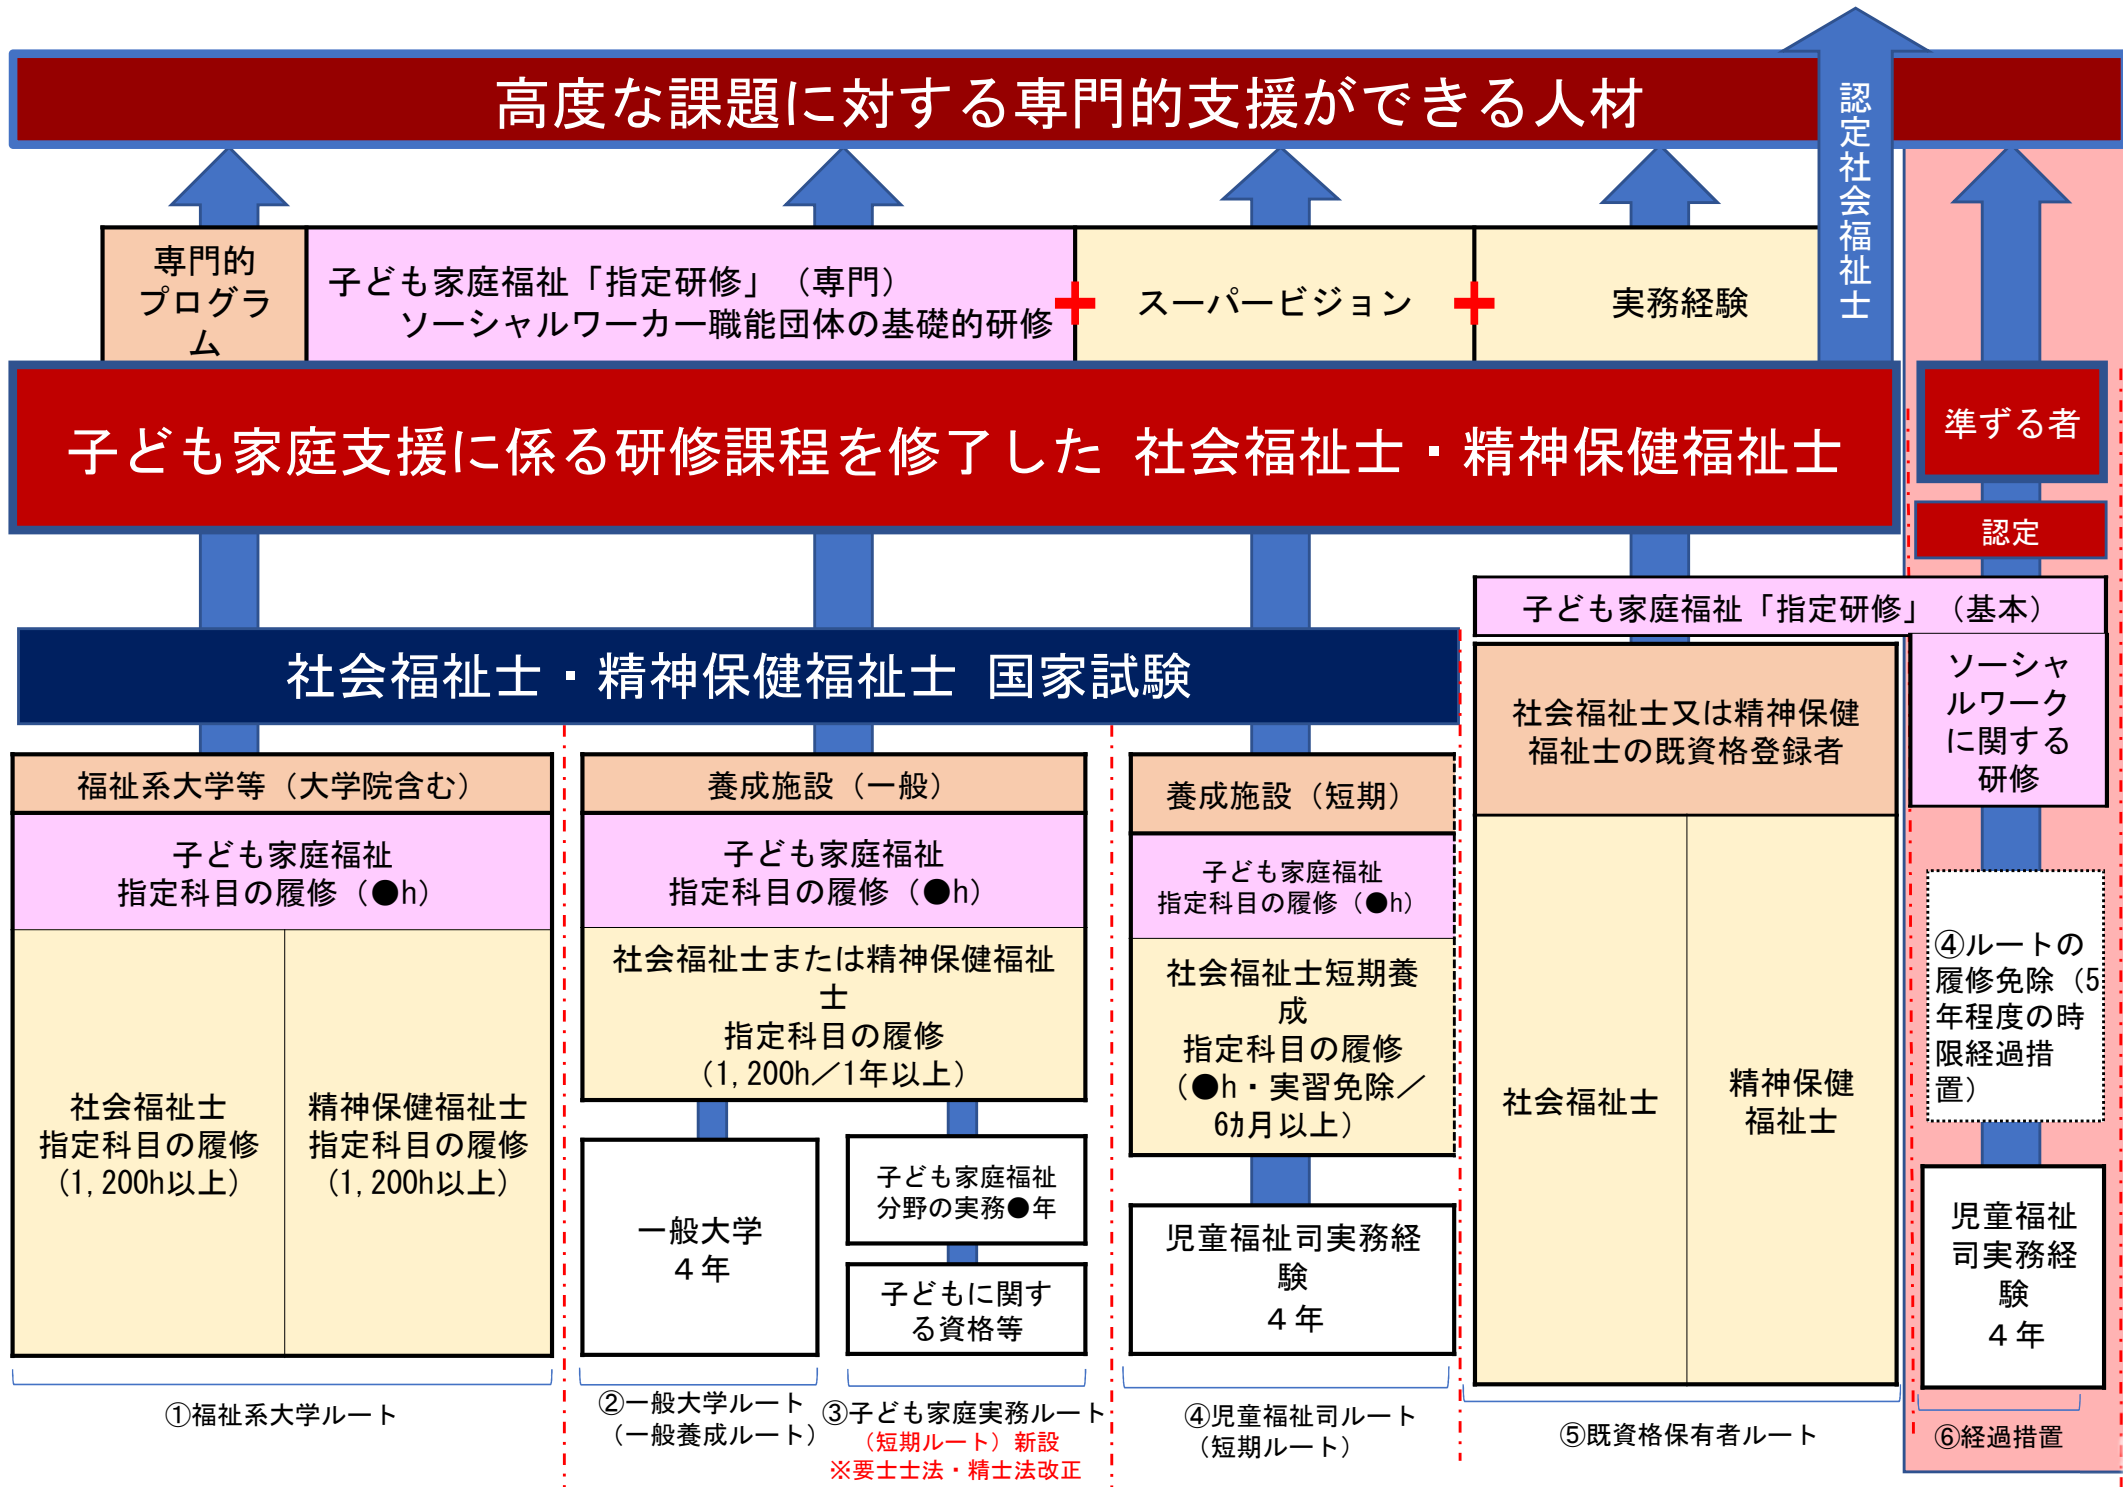 高度な課題に対する専門的支援ができる人材
認定社会福祉士
専門的
プログラ
ム
子ども家庭福祉「指定研修」（専門）
ソーシャルワーカー職能団体の基礎的研修
スーパービジョン
実務経験
子ども家庭支援に係る研修課程を修了した 社会福祉士・精神保健福祉士
準ずる者
認定
子ども家庭福祉「指定研修」（基本）
社会福祉士・精神保健福祉士 国家試験
福祉系大学等（大学院含む）
子ども家庭福祉
指定科目の履修（●h）
社会福祉士
指定科目の履修
（1,200h以上）
精神保健福祉士
指定科目の履修
（1,200h以上）
①福祉系大学ルート
養成施設（一般）
子ども家庭福祉
指定科目の履修（●h）
社会福祉士または精神保健福祉
士
指定科目の履修
（1,200h／1年以上）
一般大学
４年
②一般大学ルート
（一般養成ルート）
子ども家庭福祉
分野の実務●年
子どもに関す
る資格等
③子ども家庭実務ルート
（短期ルート）新設
※要士士法・精士法改正
養成施設（短期）
子ども家庭福祉
指定科目の履修（●h）
社会福祉士短期養
成
指定科目の履修
（●h・実習免除／
6ｶ月以上）
児童福祉司実務経
験
４年
④児童福祉司ルート
（短期ルート）
社会福祉士又は精神保健
福祉士の既資格登録者
社会福祉士
精神保健
福祉士
⑤既資格保有者ルート
ソーシャ
ルワーク
に関する
研修
④ルートの
履修免除（5
年程度の時
限経過措
置）
児童福祉
司実務経
験
４年
⑥経過措置